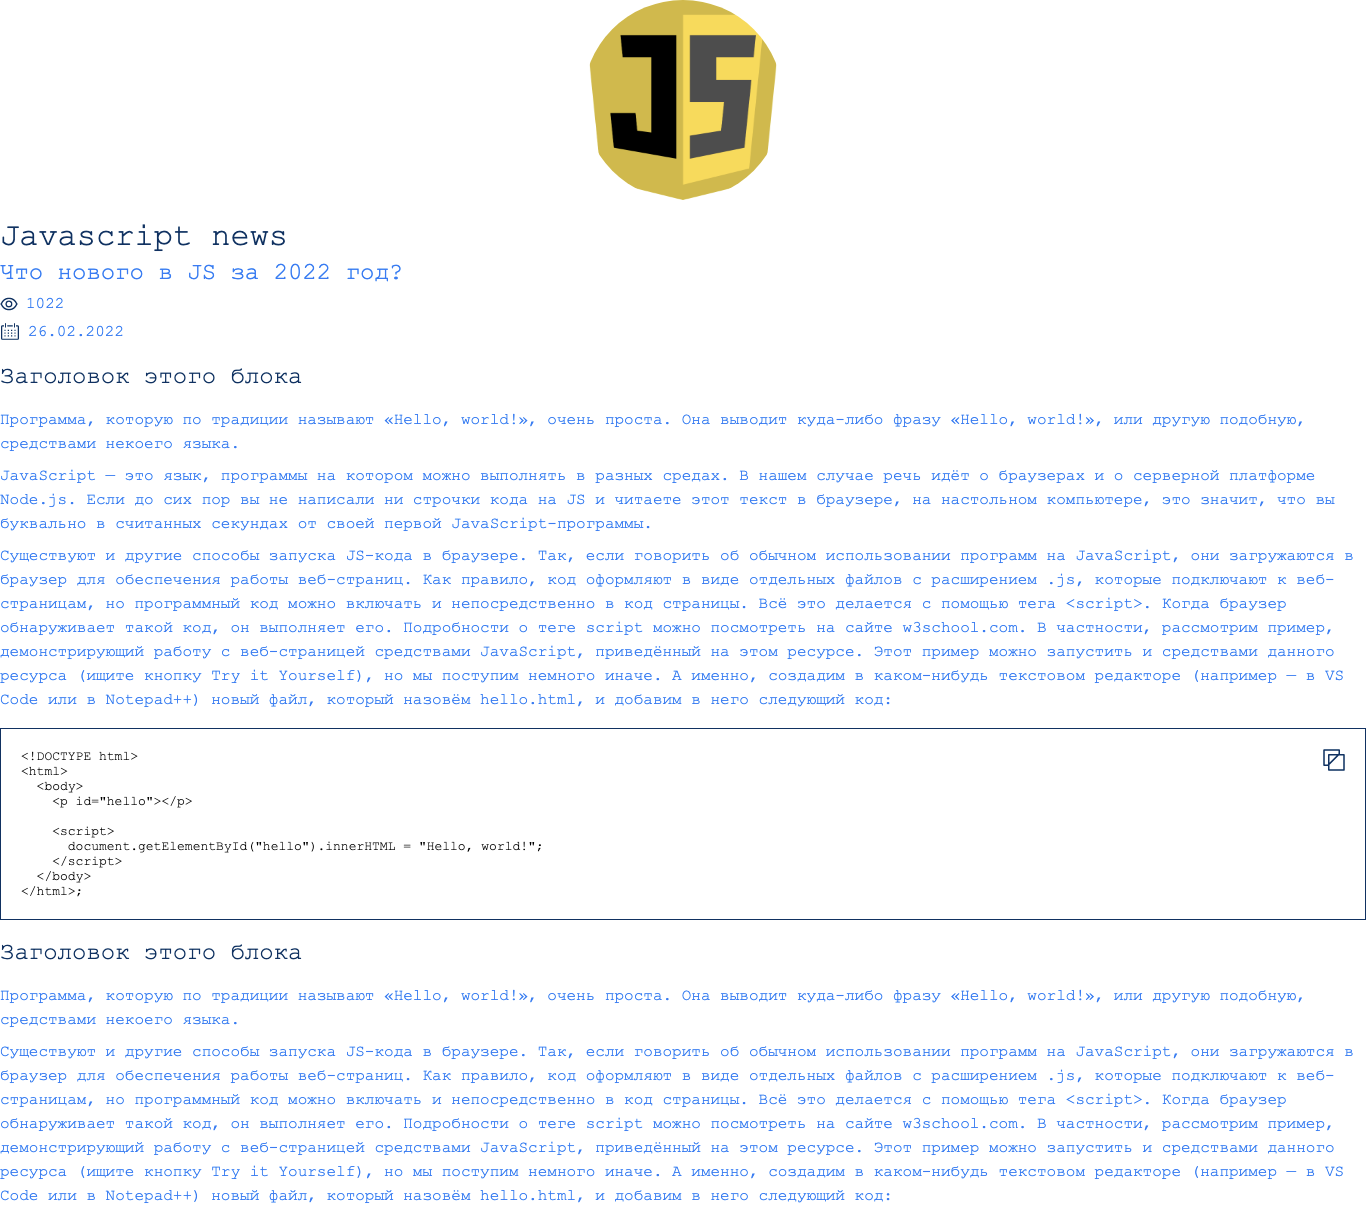 JS
Javascript news
Что нового в JS за 2022 год?
1022
26.02.2022
Заголовок этого блока
Программа, которую по традиции называют «Hello, world!», очень проста. Она выводит куда-либо фразу «Hello, world!», или другую подобную,
средствами некоего языка.
JavaScript — это язык, программы на котором можно выполнять в разных средах. В нашем случае речь идёт о браузерах и о серверной платформе
Node.js. Если до сих пор вы не написали ни строчки кода на JS и читаете этот текст в браузере, на настольном компьютере, это значит, что вы
буквально в считанных секундах от своей первой JavaScript-программы.
Существуют и другие способы запуска JS-кода в браузере. Так, если говорить об обычном использовании программ на JavaScript, они загружаются в
браузер для обеспечения работы веб-страниц. Как правило, код оформляют в виде отдельных файлов с расширением .js, которые подключают к веб-
страницам, но программный код можно включать и непосредственно в код страницы. Всё это делается с помощью тега <script>. Когда браузер
обнаруживает такой код, он выполняет его. Подробности о теге script можно посмотреть на сайте w3school.com. В частности, рассмотрим пример,
демонстрирующий работу с веб-страницей средствами JavaScript, приведённый на этом ресурсе. Этот пример можно запустить и средствами данного
ресурса (ищите кнопку Try it Yourself), но мы поступим немного иначе. А именно, создадим в каком-нибудь текстовом редакторе (например — в VS
Code или в Notepad++) новый файл, который назовём hello.html, и добавим в него следующий код:
<!DOCTYPE html>
<html>
  <body>
    <p id="hello"></p>
    <script>
      document.getElementById("hello").innerHTML = "Hello, world!";
    </script>
  </body>
</html>;
Заголовок этого блока
Программа, которую по традиции называют «Hello, world!», очень проста. Она выводит куда-либо фразу «Hello, world!», или другую подобную,
средствами некоего языка.
Существуют и другие способы запуска JS-кода в браузере. Так, если говорить об обычном использовании программ на JavaScript, они загружаются в
браузер для обеспечения работы веб-страниц. Как правило, код оформляют в виде отдельных файлов с расширением .js, которые подключают к веб-
страницам, но программный код можно включать и непосредственно в код страницы. Всё это делается с помощью тега <script>. Когда браузер
обнаруживает такой код, он выполняет его. Подробности о теге script можно посмотреть на сайте w3school.com. В частности, рассмотрим пример,
демонстрирующий работу с веб-страницей средствами JavaScript, приведённый на этом ресурсе. Этот пример можно запустить и средствами данного
ресурса (ищите кнопку Try it Yourself), но мы поступим немного иначе. А именно, создадим в каком-нибудь текстовом редакторе (например — в VS
Code или в Notepad++) новый файл, который назовём hello.html, и добавим в него следующий код: